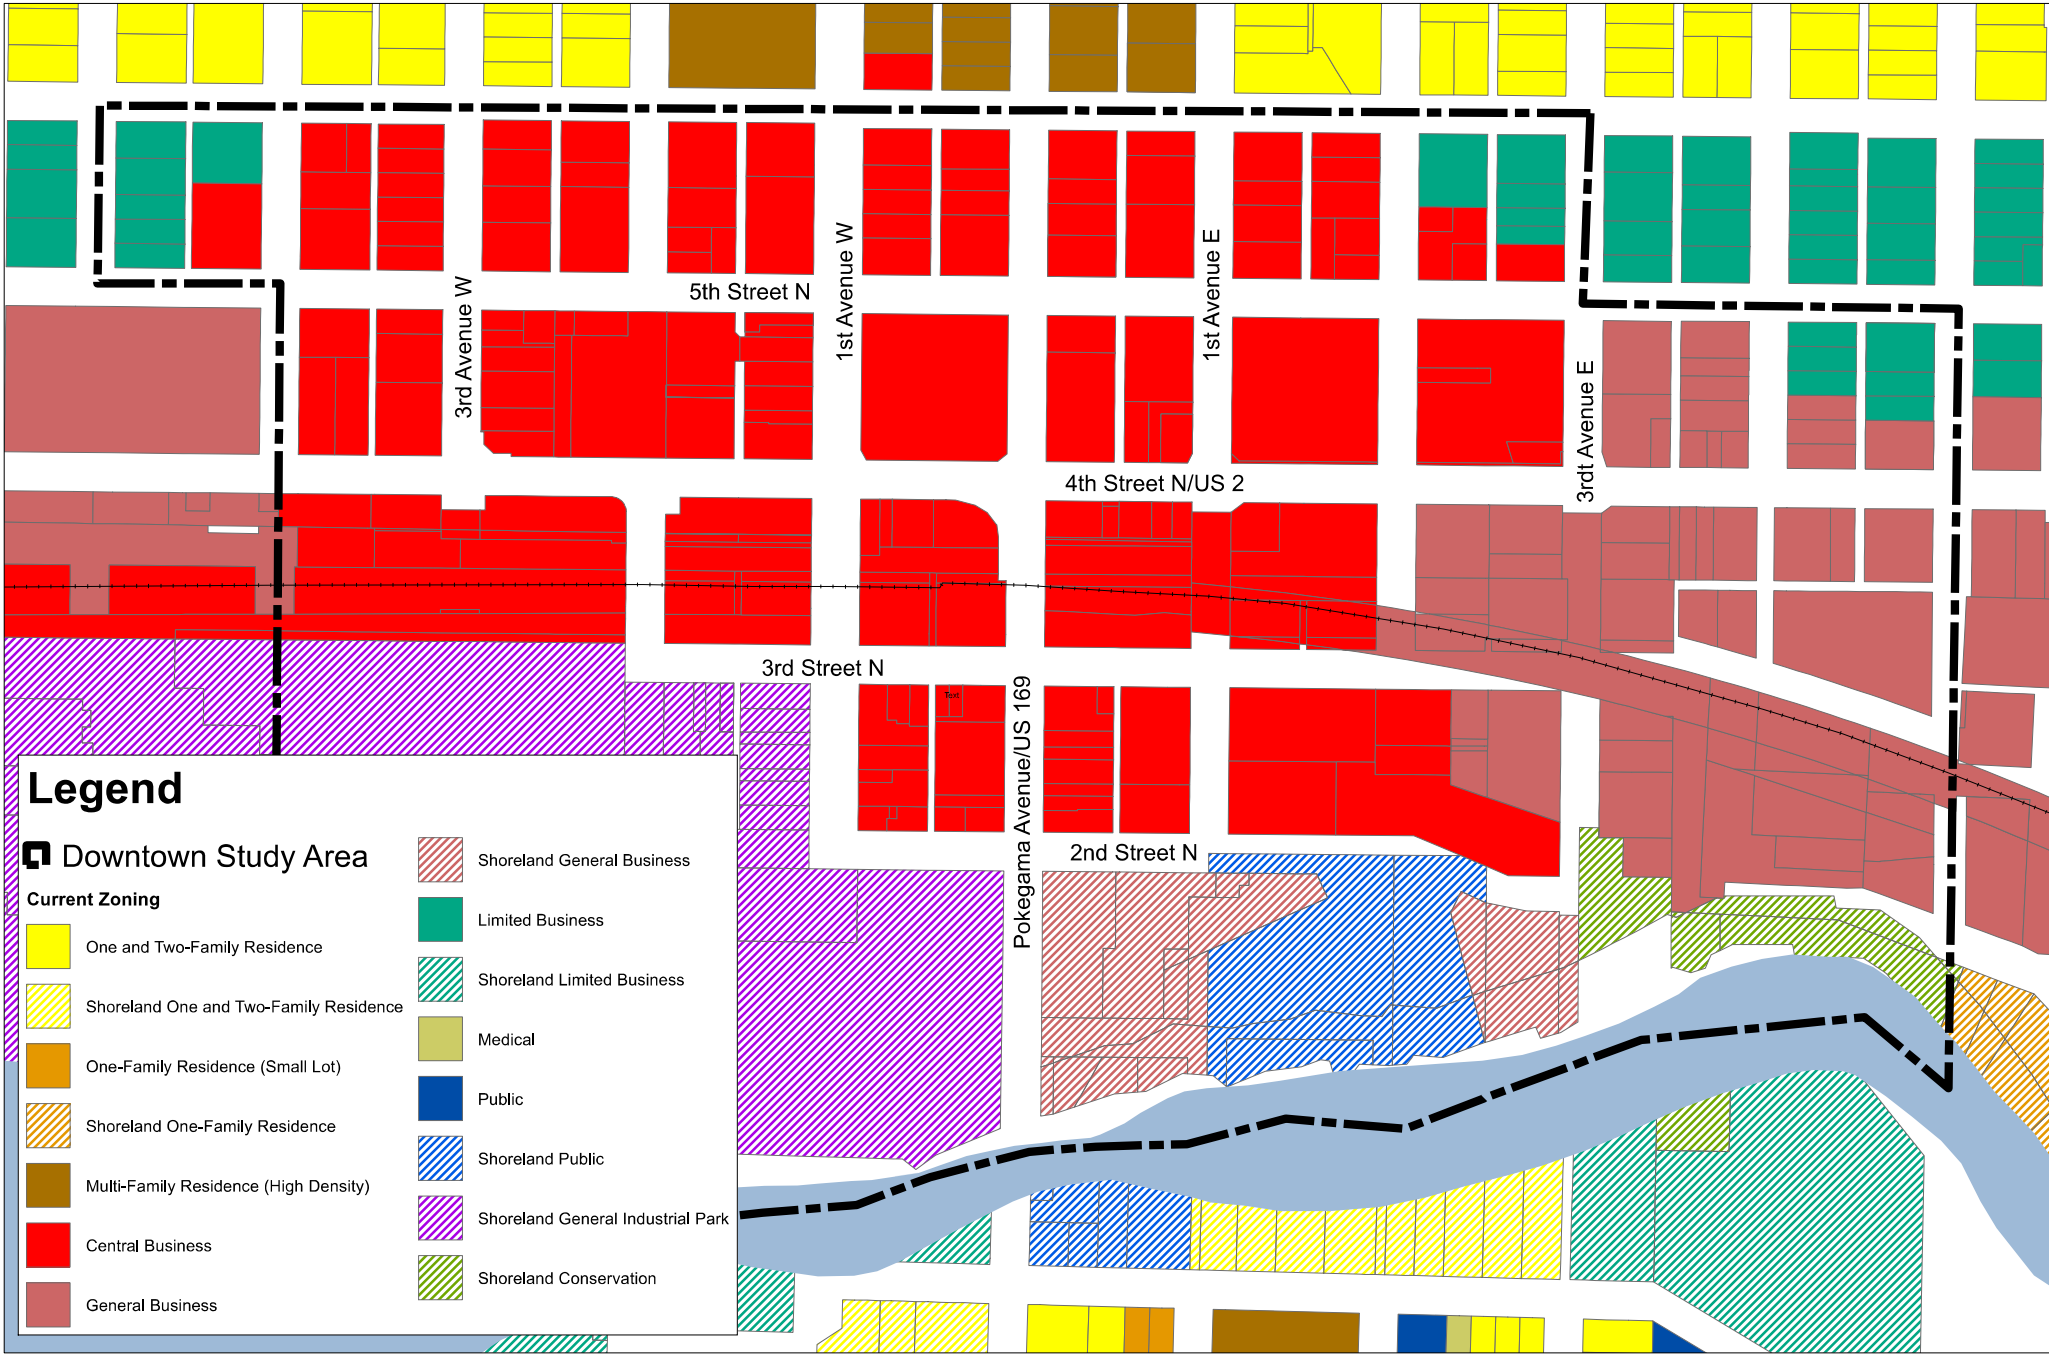 1st Avenue W
1st Avenue E
5th Street N
3rd Avenue W
3rdt Avenue E
4th Street N/US 2
3rd Street N
Text
Pokegama Avenue/US 169
2nd Street N
Legend
Downtown Study Area
Current Zoning
One and Two-Family Residence
Shoreland One and Two-Family Residence
One-Family Residence (Small Lot)
Shoreland One-Family Residence
Multi-Family Residence (High Density)
Central Business
General Business
Shoreland General Business
Limited Business
Shoreland Limited Business
Medical
Public
Shoreland Public
Shoreland General Industrial Park
Shoreland Conservation